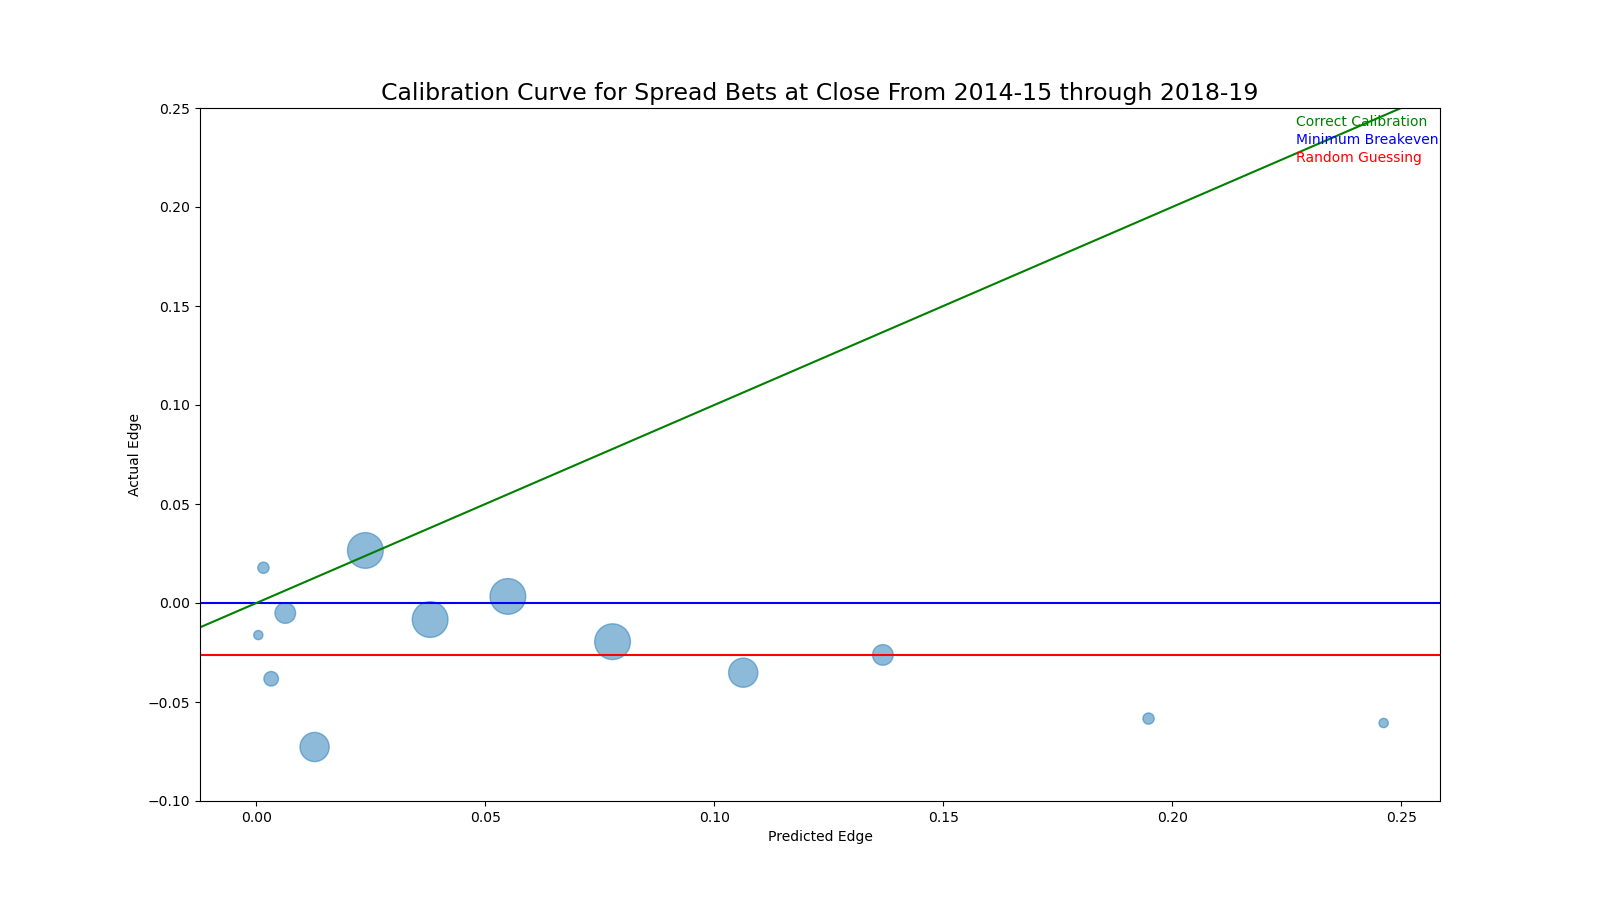 Calibration Curve for Spread Bets at Close From 2014-15 through 2018-19
Correct Calibration
Minimum Breakeven
Random Guessing
0.25
0.20
0.15
0.10
0.05
0.00
−0.05
−0.10
Actual Edge
0.00 0.05 0.10 0.15 0.20 0.25
Predicted Edge